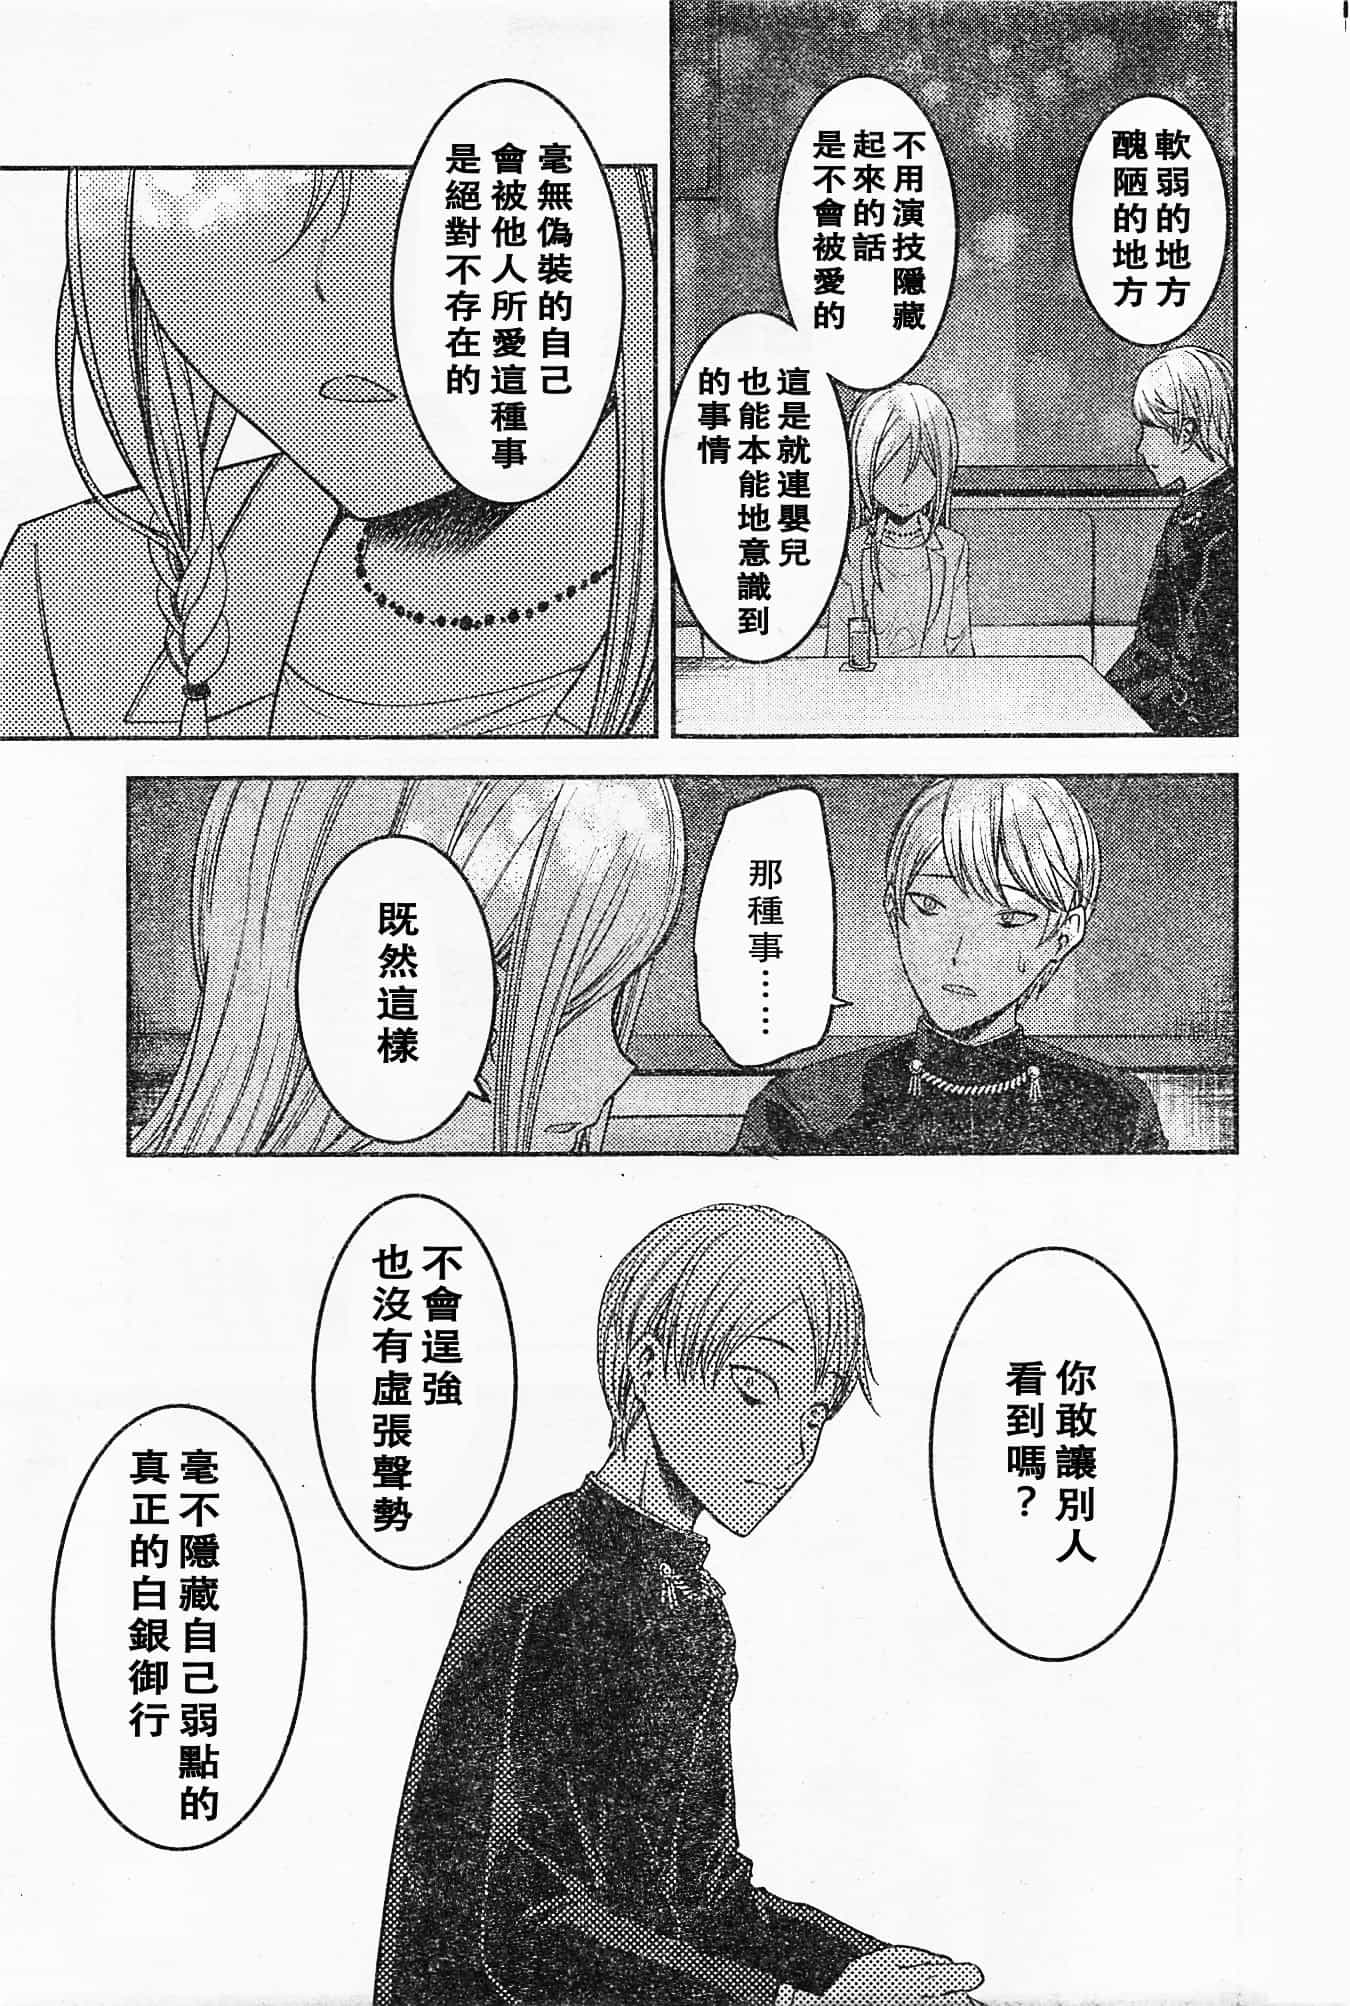 軟弱的地方
醜陋的地方
不用演技隱藏
起來的話
是不會被愛的
這是就連嬰兒
也能本能地意識到
的事情
毫無偽裝的自己
會被他人所愛這種事
是絕對不存在的
那種事……
既然這樣
你敢讓別人
看到嗎？
不會逞強
也沒有虛張聲勢
毫不隱藏自己弱點的
真正的白銀御行